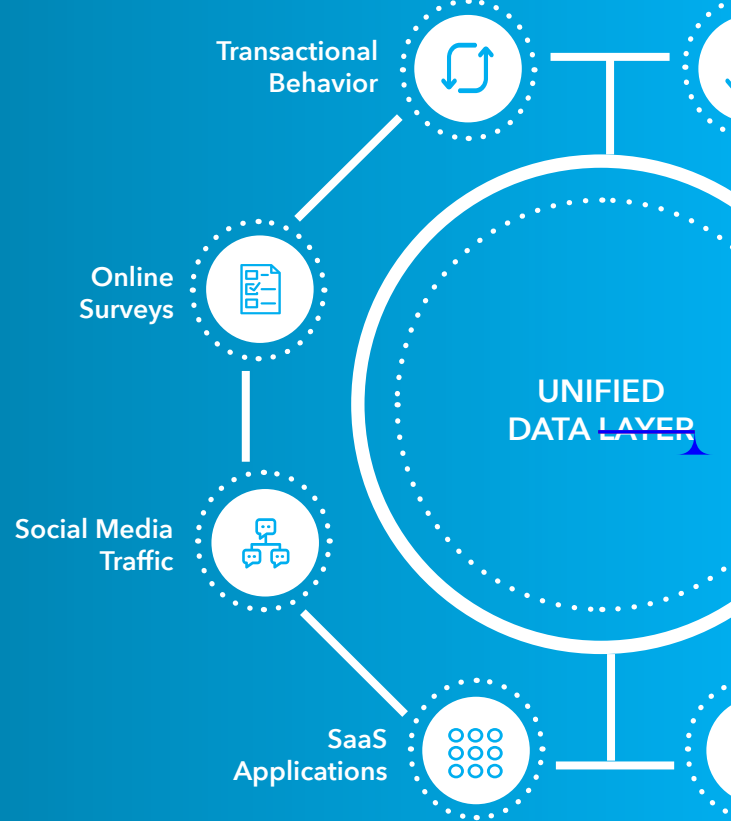 Transactional
Behavior
Online
Surveys
UNIFIED
DATA LAYER
Social Media
Traffic
SaaS
Applications